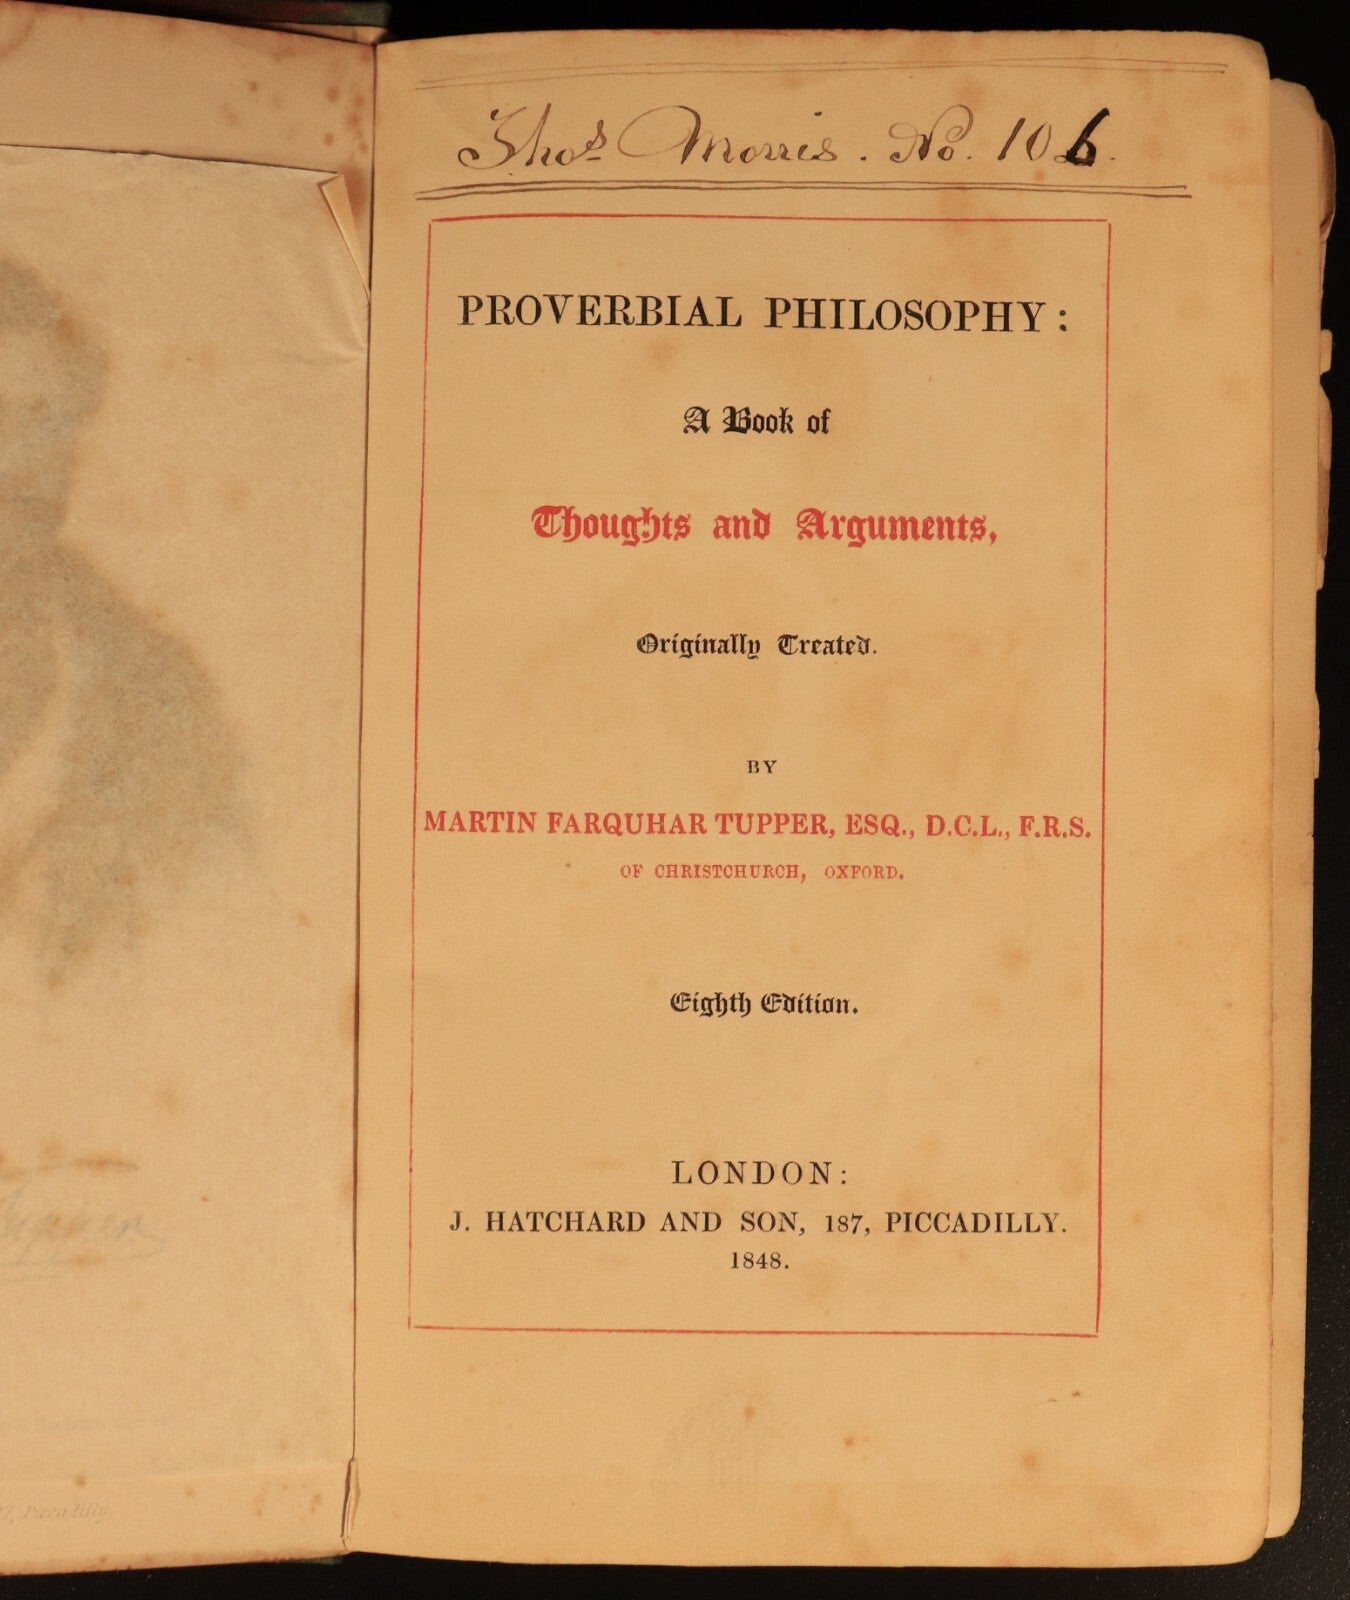 Thos Morris. No. 106.
PROVERBIAL PHILOSOPHY:
A Book of
Thoughts and Arguments,
Originally Treated.
BY
MARTIN FARQUHAR TUPPER, ESQ., D.C.L., F.R.S.
OF CHRISTCHURCH, OXFORD.
Eighth Edition.
LONDON:
J. HATCHARD AND SON, 187, PICCADILLY.
1848.
Piccadilly